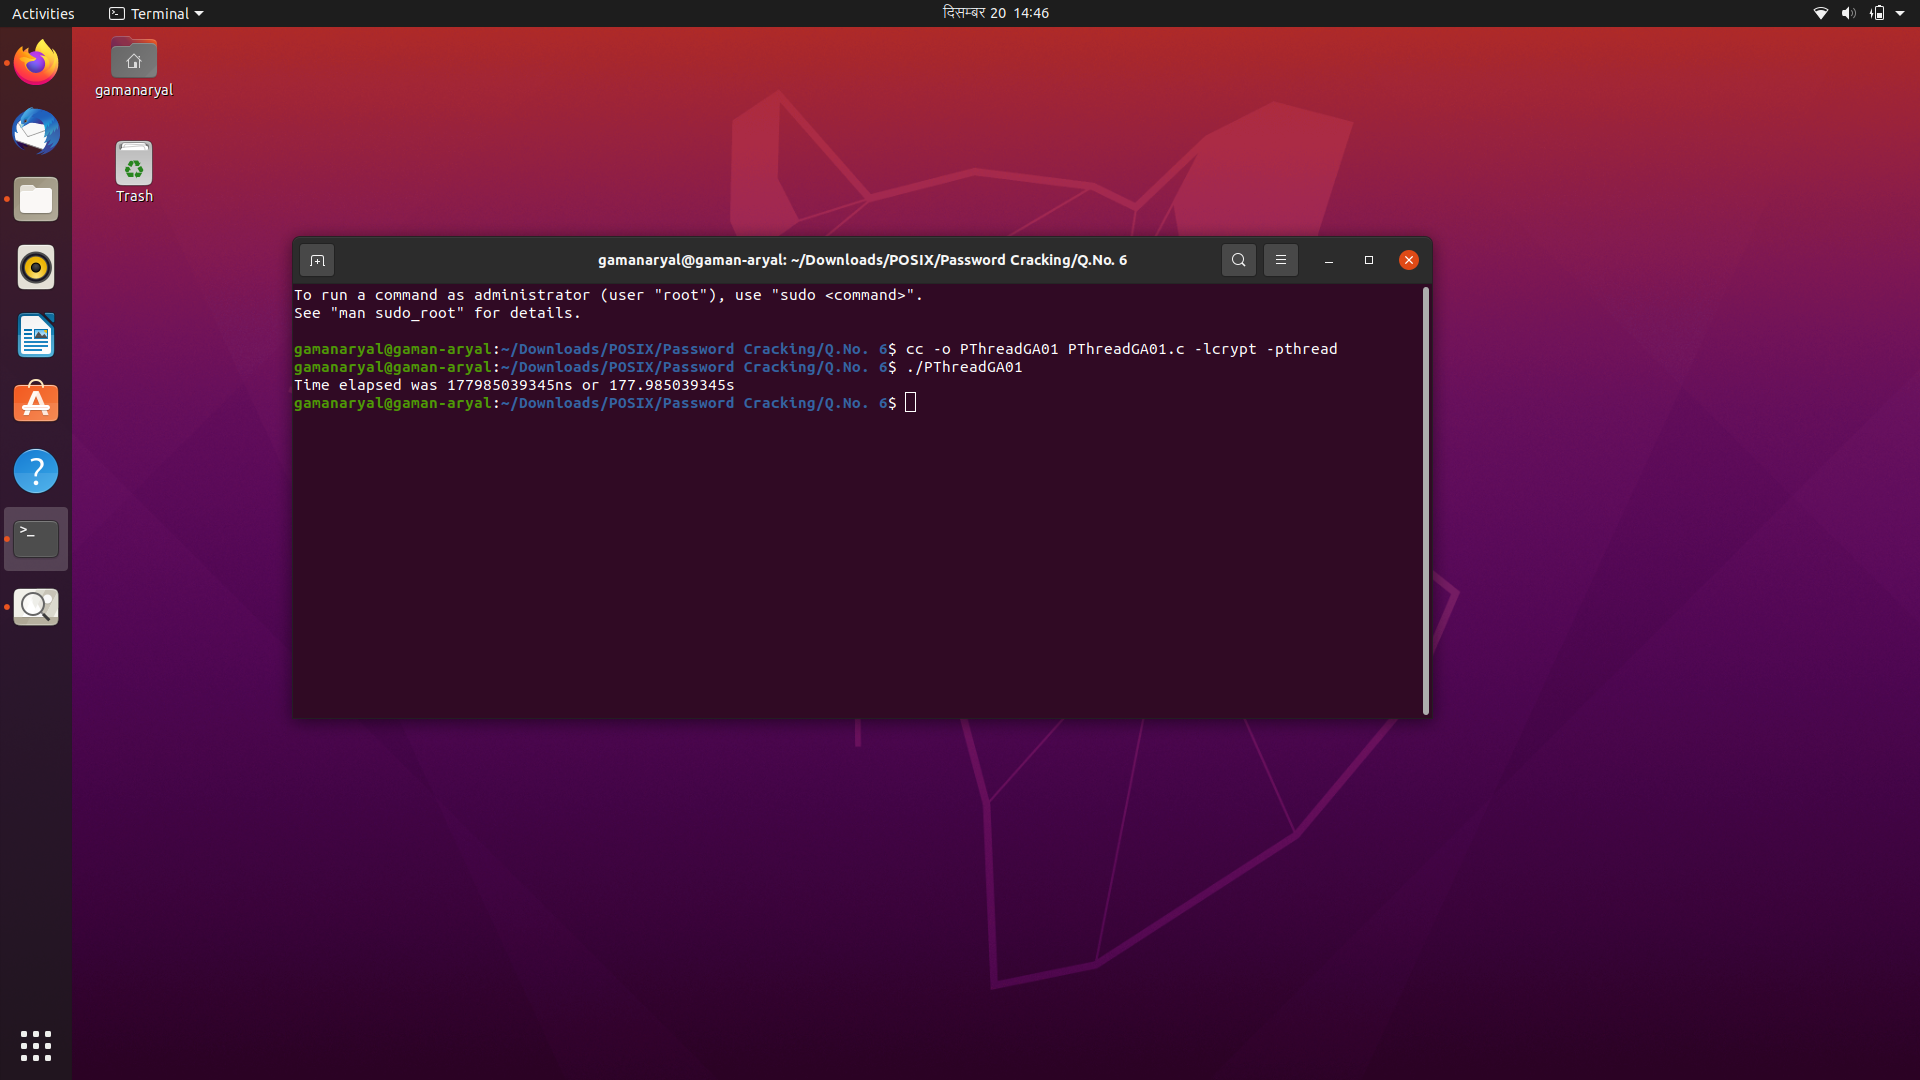 Activities
Terminal
दिसम्बर 20 14:46
gamanaryal
Trash
gamanaryal@gaman-aryal: ~/Downloads/POSIX/Password Cracking/Q.No. 6
To run a command as administrator (user "root"), use "sudo <command>".
See "man sudo_root" for details.
gamanaryal@gaman-aryal:~/Downloads/POSIX/Password Cracking/Q.No. 6$ cc -o PThreadGA01 PThreadGA01.c -lcrypt -pthread
gamanaryal@gaman-aryal:~/Downloads/POSIX/Password Cracking/Q.No. 6$ ./PThreadGA01
Time elapsed was 177985039345ns or 177.985039345s
gamanaryal@gaman-aryal:~/Downloads/POSIX/Password Cracking/Q.No. 6$